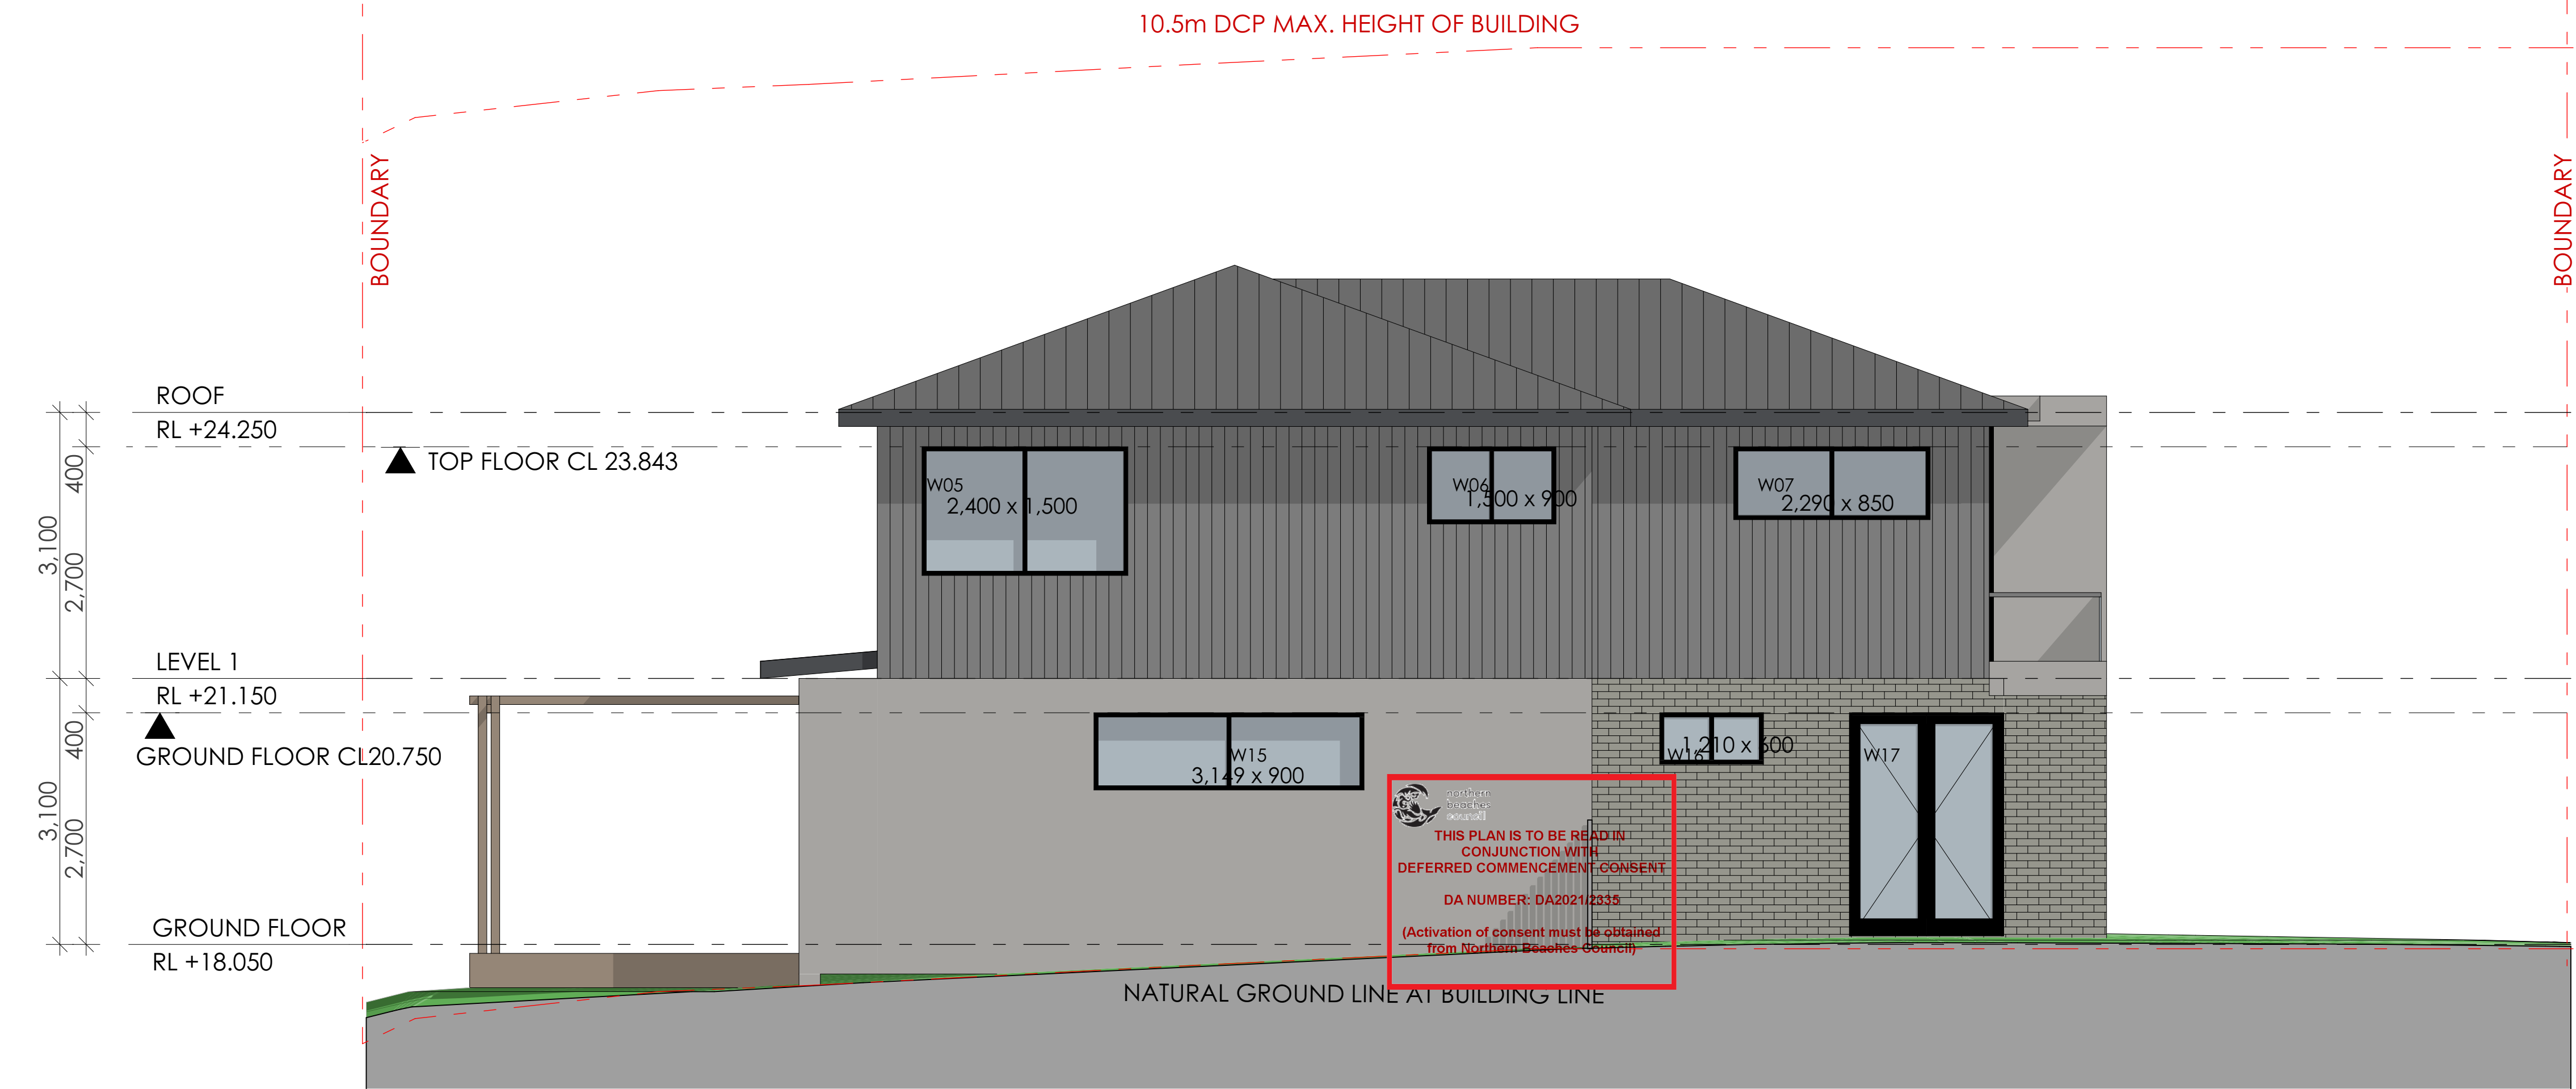 10.5m DCP MAX. HEIGHT OF BUILDING
BOUNDARY
BOUNDARY
ROOF
RL +24.250
TOP FLOOR CL 23.843
400
3,100
2,700
W05
2,400 x 1,500
W06
1,500 x 900
W07
2,290 x 850
LEVEL 1
RL +21.150
GROUND FLOOR CL20.750
400
3,100
2,700
W15
3,149 x 900
W16
1,210 x 600
W17
northern
beaches
council
THIS PLAN IS TO BE READ IN
CONJUNCTION WITH
DEFERRED COMMENCEMENT CONSENT
DA NUMBER: DA2021/2335
(Activation of consent must be obtained
from Northern Beaches Council)
GROUND FLOOR
RL +18.050
NATURAL GROUND LINE AT BUILDING LINE